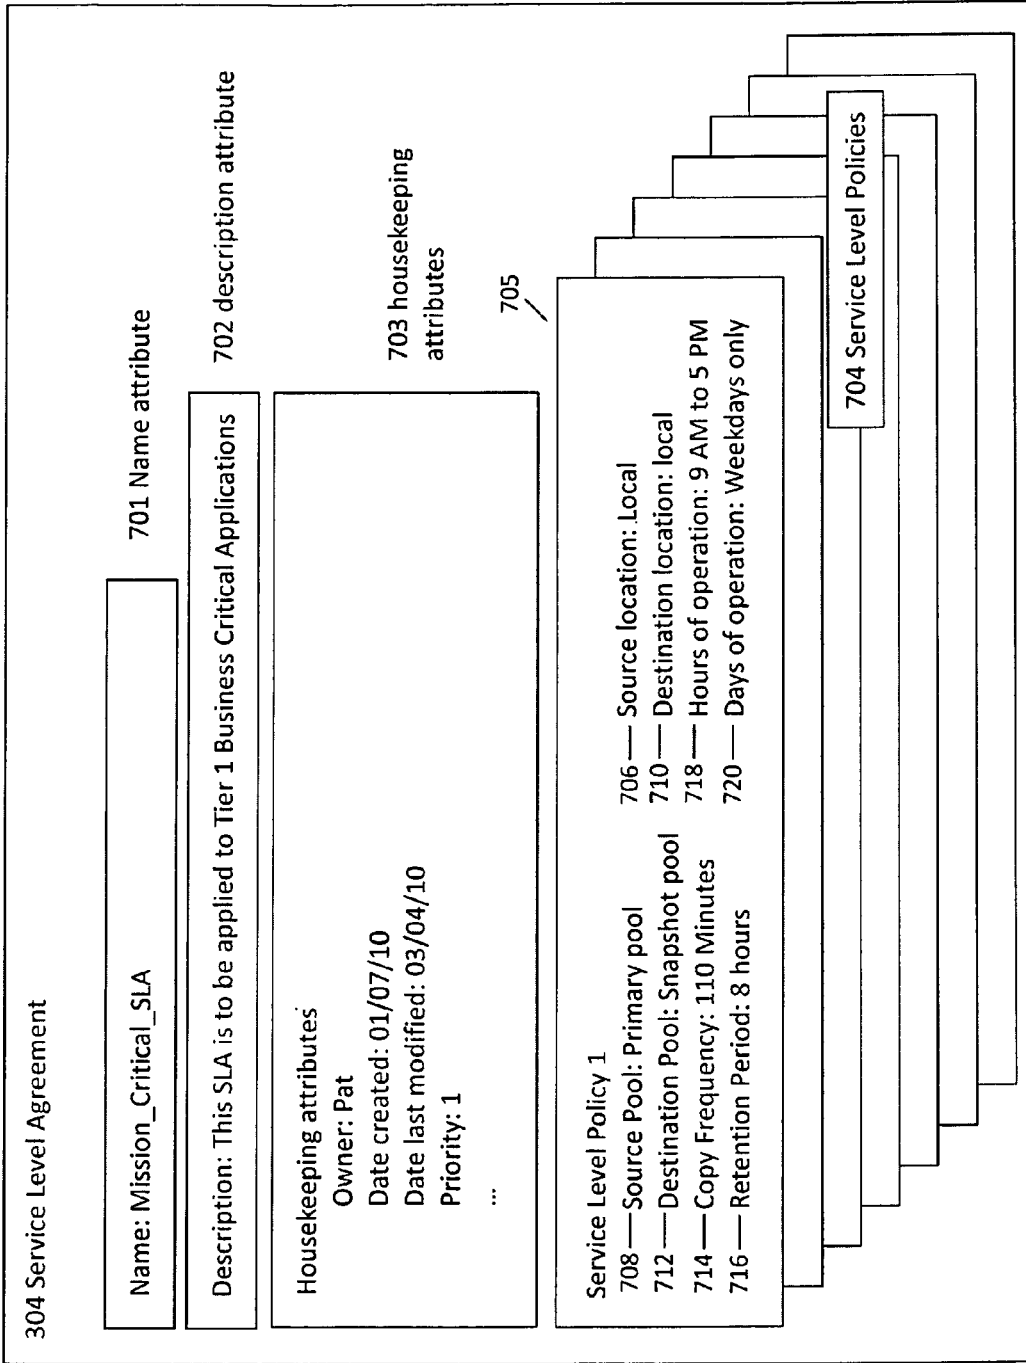 304 Service Level Agreement
Name: Mission_Critical_SLA
701 Name attribute
Description: This SLA is to be applied to Tier 1 Business Critical Applications
702 description attribute
Housekeeping attributes
Owner: Pat
Date created: 01/07/10
Date last modified: 03/04/10
Priority: 1
...
703 housekeeping
attributes
705
Service Level Policy 1
708 — Source Pool: Primary pool
712 — Destination Pool: Snapshot pool
714 — Copy Frequency: 110 Minutes
716 — Retention Period: 8 hours
706 — Source location: Local
710 — Destination location: local
718 — Hours of operation: 9 AM to 5 PM
720 — Days of operation: Weekdays only
704 Service Level Policies